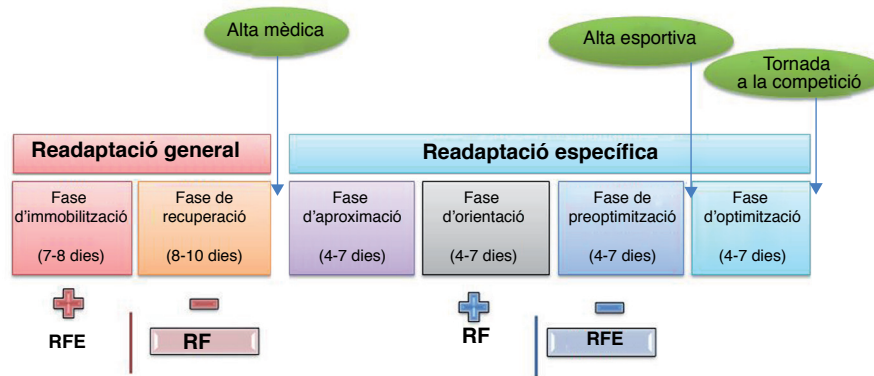 Alta mèdica
Alta esportiva
Tornada
a la competició
Readaptació general
Readaptació específica
Fase
d'immobilització
(7-8 dies)
Fase de
recuperació
(8-10 dies)
Fase
d'aproximació
(4-7 dies)
Fase
d'orientació
(4-7 dies)
Fase de
preoptimització
(4-7 dies)
Fase
d'optimització
(4-7 dies)
RFE
RF
RF
RFE